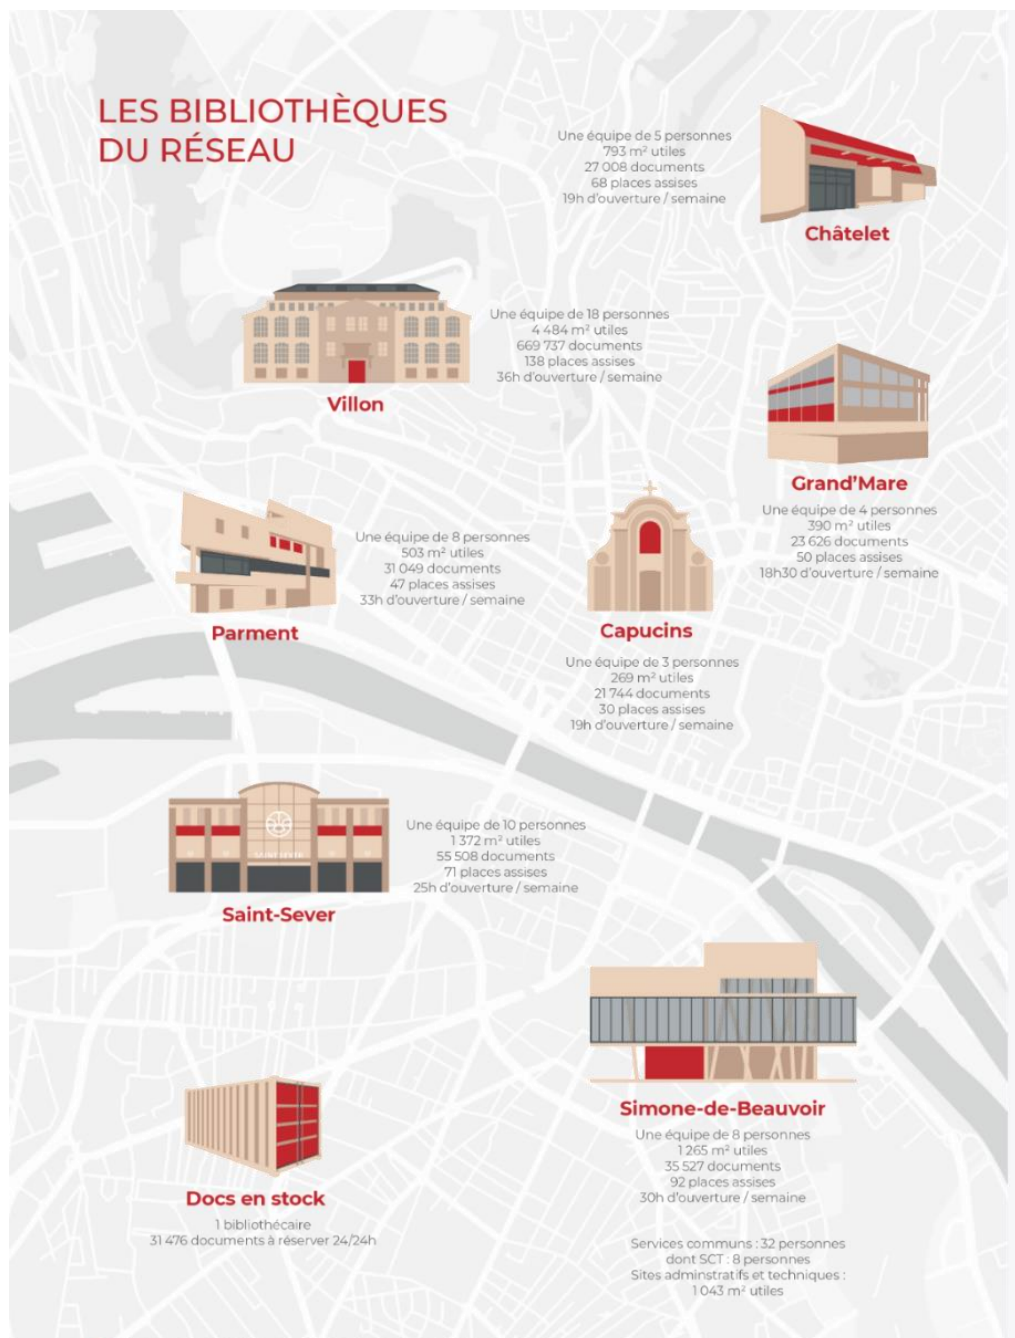 LES BIBLIOTHÈQUES
DU RÉSEAU
Une équipe de 5 personnes
793 m² utiles
27 008 documents
68 places assises
19h d'ouverture / semaine
Châtelet
Une équipe de 18 personnes
4 484 m² utiles
669 737 documents
138 places assises
36h d'ouverture / semaine
Villon
Grand'Mare
Une équipe de 4 personnes
390 m² utiles
23 626 documents
50 places assises
18h30 d'ouverture / semaine
Une équipe de 8 personnes
503 m² utiles
31 049 documents
47 places assises
33h d'ouverture / semaine
Parment
Capucins
Une équipe de 3 personnes
269 m² utiles
21 744 documents
30 places assises
19h d'ouverture / semaine
SAINT SEVER
Une équipe de 10 personnes
1 372 m² utiles
55 508 documents
71 places assises
25h d'ouverture / semaine
Saint-Sever
Simone-de-Beauvoir
Une équipe de 8 personnes
1 265 m² utiles
35 527 documents
92 places assises
30h d'ouverture / semaine
Docs en stock
1 bibliothécaire
31 476 documents à réserver 24/24h
Services communs : 32 personnes
dont SCT : 8 personnes
Sites adminstratifs et techniques :
1 043 m² utiles